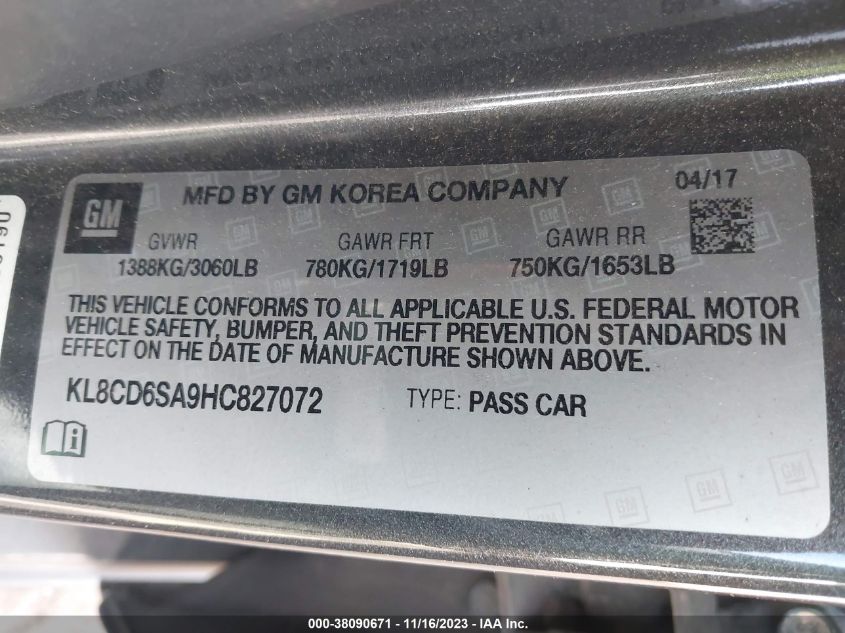 GM
MFD BY GM KOREA COMPANY
04/17
GVWR GAWR FRT GAWR RR
1388KG/3060LB 780KG/1719LB 750KG/1653LB
THIS VEHICLE CONFORMS TO ALL APPLICABLE U.S. FEDERAL MOTOR
VEHICLE SAFETY, BUMPER, AND THEFT PREVENTION STANDARDS IN
EFFECT ON THE DATE OF MANUFACTURE SHOWN ABOVE.
KL8CD6SA9HC827072 TYPE: PASS CAR
000-38090671 - 11/16/2023 - IAA Inc.